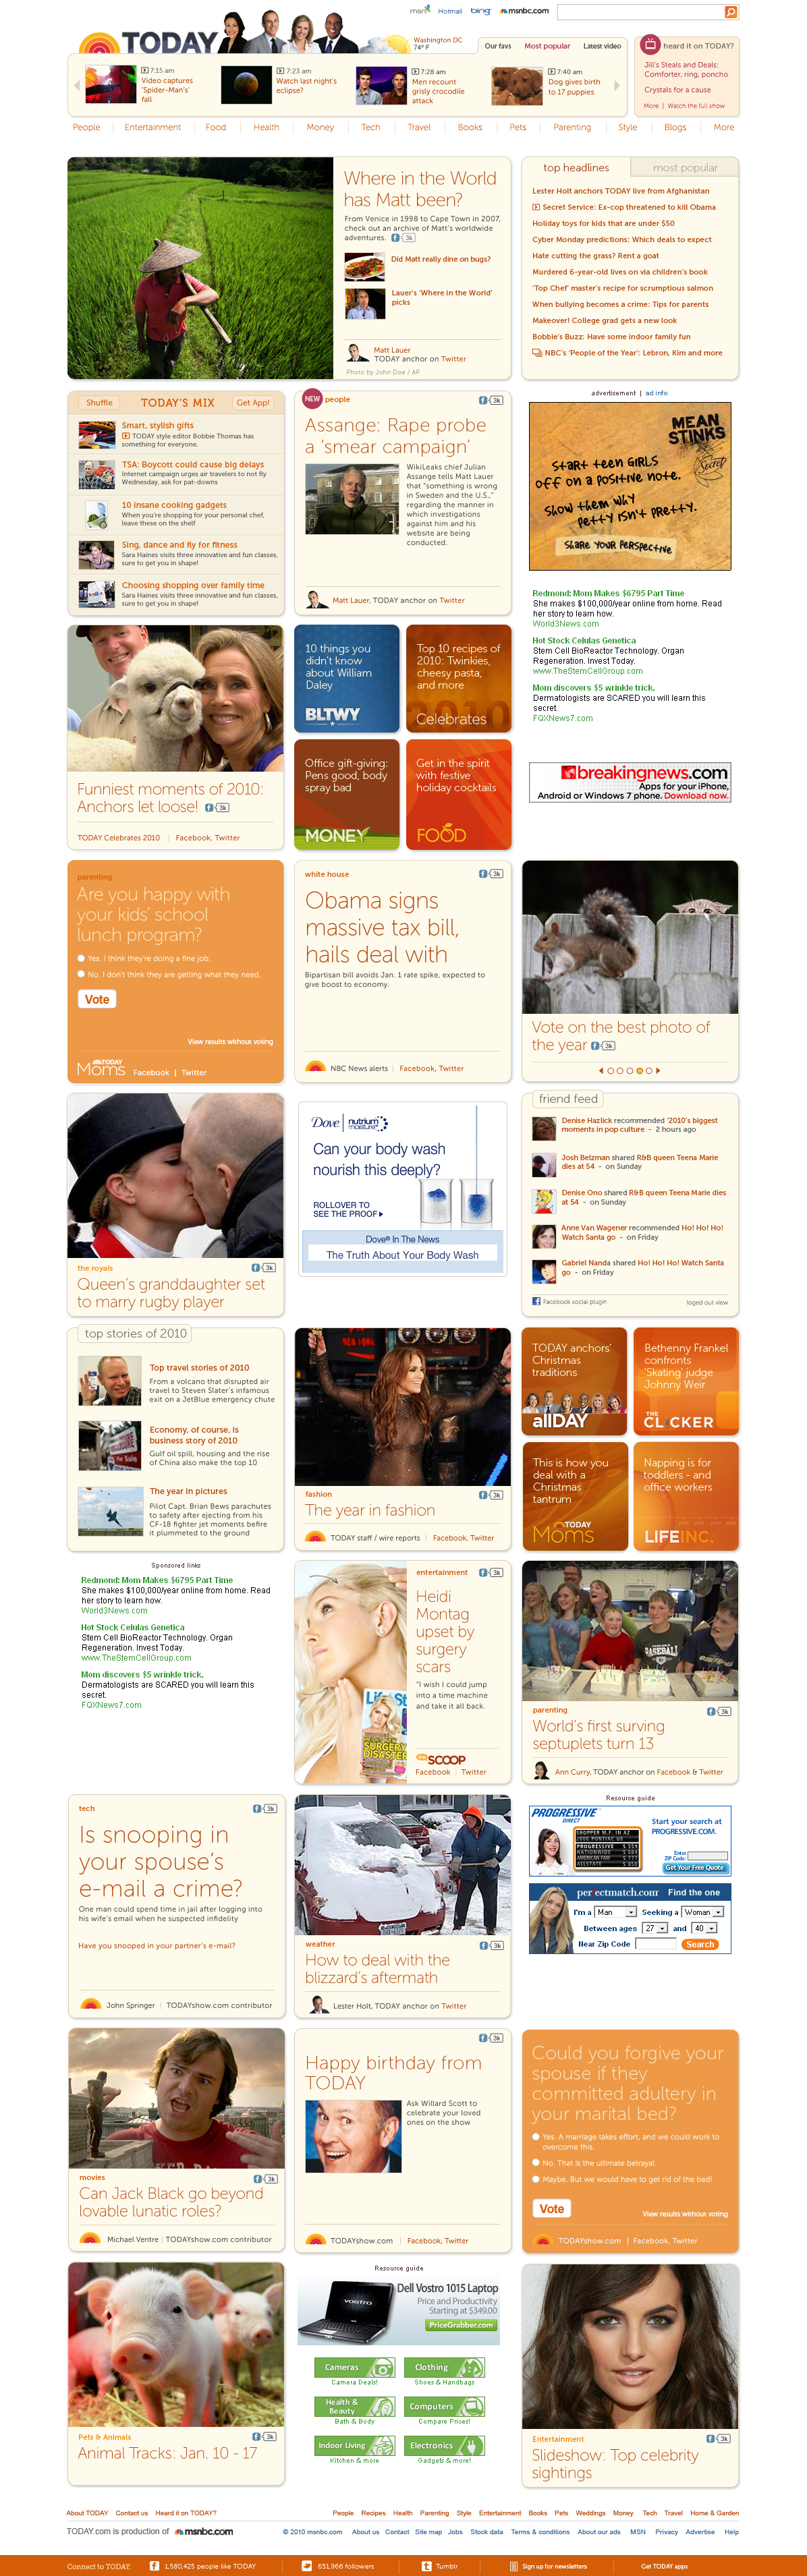 msn Hotmail bing msnbc.com
TODAY
Washington DC
74° F
Our favs Most popular Latest video
heard it on TODAY?
7:15 am
Video captures
'Spider-Man's'
fall
7:23 am
Watch last night's
eclipse?
7:28 am
Men recount
grisly crocodile
attack
7:40 am
Dog gives birth
to 17 puppies
Jill's Steals and Deals:
Comforter, ring, poncho
Crystals for a cause
More | Watch the full show
People Entertainment Food Health Money Tech Travel Books Pets Parenting Style Blogs More
Where in the World
has Matt been?
From Venice in 1998 to Cape Town in 2007,
check out an archive of Matt's worldwide
adventures. 3k
Did Matt really dine on bugs?
Lauer's 'Where in the World'
picks
Matt Lauer
TODAY anchor on Twitter
Photo by John Doe / AP
top headlines most popular
Lester Holt anchors TODAY live from Afghanistan
Secret Service: Ex-cop threatened to kill Obama
Holiday toys for kids that are under $50
Cyber Monday predictions: Which deals to expect
Hate cutting the grass? Rent a goat
Murdered 6-year-old lives on via children's book
'Top Chef' master's recipe for scrumptious salmon
When bullying becomes a crime: Tips for parents
Makeover! College grad gets a new look
Bobbie's Buzz: Have some indoor family fun
NBC's 'People of the Year': Lebron, Kim and more
Shuffle TODAY'S MIX Get App!
Smart, stylish gifts
TODAY style editor Bobbie Thomas has
something for everyone.
TSA: Boycott could cause big delays
Internet campaign urges air travelers to not fly
Wednesday, ask for pat-downs
10 insane cooking gadgets
When you're shopping for your personal chef,
leave these on the shelf
Sing, dance and fly for fitness
Sara Haines visits three innovative and fun classes,
sure to get you in shape!
Choosing shopping over family time
Sara Haines visits three innovative and fun classes,
sure to get you in shape!
NEW people 3k
Assange: Rape probe
a 'smear campaign'
WikiLeaks chief Julian
Assange tells Matt Lauer
that "something is wrong
in Sweden and the U.S.,"
regarding the manner in
which investigations
against him and his
website are being
conducted.
Matt Lauer, TODAY anchor on Twitter
advertisement | ad info
MEAN
STINKS
Secret
START TEEN GIRLS
OFF ON A POSITIVE NOTE.
SHOW THEM WHY
PETTY ISN'T PRETTY.
SHARE YOUR PERSPECTIVE
Redmond: Mom Makes $6795 Part Time
She makes $100,000/year online from home. Read
her story to learn how.
World3News.com
Hot Stock Celulas Genetica
Stem Cell BioReactor Technology. Organ
Regeneration. Invest Today.
www.TheStemCellGroup.com
Mom discovers $5 wrinkle trick.
Dermatologists are SCARED you will learn this
secret.
FOXNews7.com
breakingnews.com
Apps for your iPhone,
Android or Windows 7 phone. Download now.
Funniest moments of 2010:
Anchors let loose! 3k
TODAY Celebrates 2010 | Facebook, Twitter
10 things you
didn't know
about William
Daley
BLTWY
Top 10 recipes of
2010: Twinkies,
cheesy pasta,
and more
2010
Celebrates
Office gift-giving:
Pens good, body
spray bad
MONEY
Get in the spirit
with festive
holiday cocktails
FOOD
parenting
Are you happy with
your kids' school
lunch program?
Yes. I think they're doing a fine job.
No. I don't think they are getting what they need.
Vote
View results without voting
TODAY
Moms Facebook | Twitter
white house 3k
Obama signs
massive tax bill,
hails deal with
Bipartisan bill avoids Jan. 1 rate spike, expected to
give boost to economy.
NBC News alerts | Facebook, Twitter
Vote on the best photo of
the year 3k
the royals 3k
Queen's granddaughter set
to marry rugby player
Dove nutrium moisture
Can your body wash
nourish this deeply?
ROLLOVER TO
SEE THE PROOF
Dove® In The News
The Truth About Your Body Wash
friend feed
Denise Hazlick recommended '2010's biggest
moments in pop culture - 2 hours ago
Josh Belzman shared R&B queen Teena Marie
dies at 54 - on Sunday
Denise Ono shared R&B queen Teena Marie dies
at 54 - on Sunday
Anne Van Wagener recommended Ho! Ho! Ho!
Watch Santa go - on Friday
Gabriel Nanda shared Ho! Ho! Ho! Watch Santa
go - on Friday
Facebook social plugin loged out view
top stories of 2010
Top travel stories of 2010
From a volcano that disrupted air
travel to Steven Slater's infamous
exit on a JetBlue emergency chute
Economy, of course, is
business story of 2010
Gulf oil spill, housing and the rise
of China also make the top 10
The year in pictures
Pilot Capt. Brian Bews parachutes
to safety after ejecting from his
CF-18 fighter jet moments befire
it plummeted to the ground
fashion 3k
The year in fashion
TODAY staff / wire reports | Facebook, Twitter
TODAY anchors'
Christmas
traditions
allDAY
Bethenny Frankel
confronts
'Skating' judge
Johnny Weir
THE
CLICKER
This is how you
deal with a
Christmas
tantrum
TODAY
Moms
Napping is for
toddlers - and
office workers
LIFE INC.
Sponsored links
Redmond: Mom Makes $6795 Part Time
She makes $100,000/year online from home. Read
her story to learn how.
World3News.com
Hot Stock Celulas Genetica
Stem Cell BioReactor Technology. Organ
Regeneration. Invest Today.
www.TheStemCellGroup.com
Mom discovers $5 wrinkle trick.
Dermatologists are SCARED you will learn this
secret.
FOXNews7.com
entertainment 3k
Heidi
Montag
upset by
surgery
scars
"I wish I could jump
into a time machine
and take it all back.
the SCOOP
Facebook | Twitter
SURGERY
DISASTER
parenting 3k
World's first surving
septuplets turn 13
Ann Curry, TODAY anchor on Facebook & Twitter
tech 3k
Is snooping in
your spouse's
e-mail a crime?
One man could spend time in jail after logging into
his wife's email when he suspected infidelity
Have you snooped in your partner's e-mail?
John Springer | TODAYshow.com contributor
weather 3k
How to deal with the
blizzard's aftermath
Lester Holt, TODAY anchor on Twitter
Resource guide
PROGRESSIVE
DIRECT
Start your search at
PROGRESSIVE.COM.
Enter
ZIP Code:
Get Your Free Quote
perfectmatch.com Find the one
I'm a Man Seeking a Woman
Between ages 27 and 40
Near Zip Code Search
movies 3k
Can Jack Black go beyond
lovable lunatic roles?
Michael Ventre | TODAYshow.com contributor
3k
Happy birthday from
TODAY
Ask Willard Scott to
celebrate your loved
ones on the show
TODAYshow.com | Facebook, Twitter
Could you forgive your
spouse if they
committed adultery in
your marital bed?
Yes. A marriage takes effort, and we could work to
overcome this.
No. That is the ultimate betrayal.
Maybe. But we would have to get rid of the bed!
Vote
View results without voting
TODAYshow.com | Facebook, Twitter
Pets & Animals 3k
Animal Tracks: Jan. 10 - 17
Resource guide
Dell Vostro 1015 Laptop
Price and Productivity
Starting at $349.00
PriceGrabber.com
vostro
Cameras
Camera Deals!
Clothing
Shoes & Handbags
Health &
Beauty
Bath & Body
Computers
Compare Prices!
Indoor Living
Kitchen & more
Electronics
Gadgets & more!
Entertainment 3k
Slideshow: Top celebrity
sightings
About TODAY Contact us Heard it on TODAY?
People Recipes Health Parenting Style Entertainment Books Pets Weddings Money Tech Travel Home & Garden
TODAY.com is production of msnbc.com
© 2010 msnbc.com About us Contact Site map Jobs Stock data Terms & conditions About our ads MSN Privacy Advertise Help
Connect to TODAY: 1,580,425 people like TODAY 651,966 followers Tumblr Sign up for newsletters Get TODAY apps